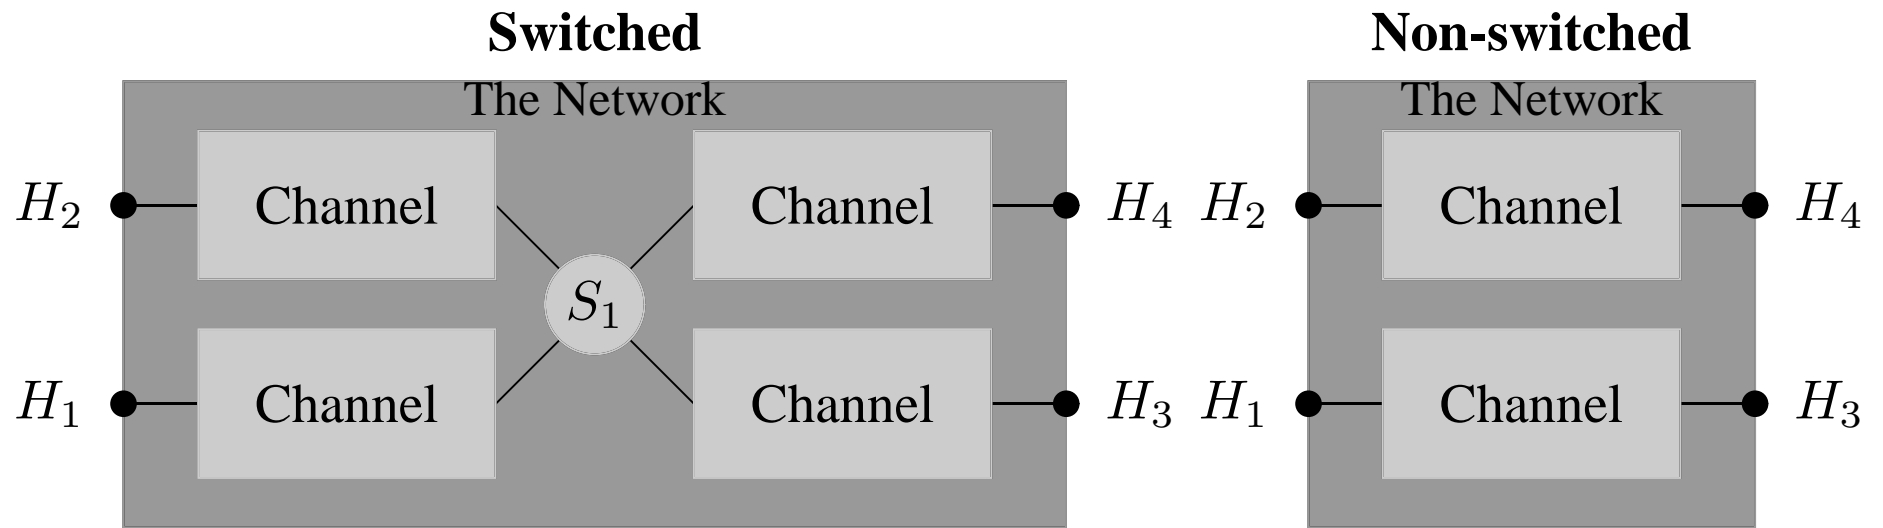 Switched
The Network
H₂ Channel Channel H₄
S₁
H₁ Channel Channel H₃
Non-switched
The Network
H₂ Channel H₄
H₁ Channel H₃